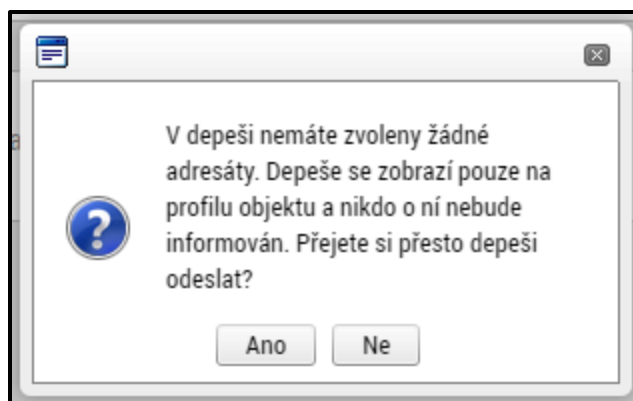 V depeši nemáte zvoleny žádné
adresáty. Depeše se zobrazí pouze na
profilu objektu a nikdo o ní nebude
informován. Přejete si přesto depeši
odeslat?
Ano Ne